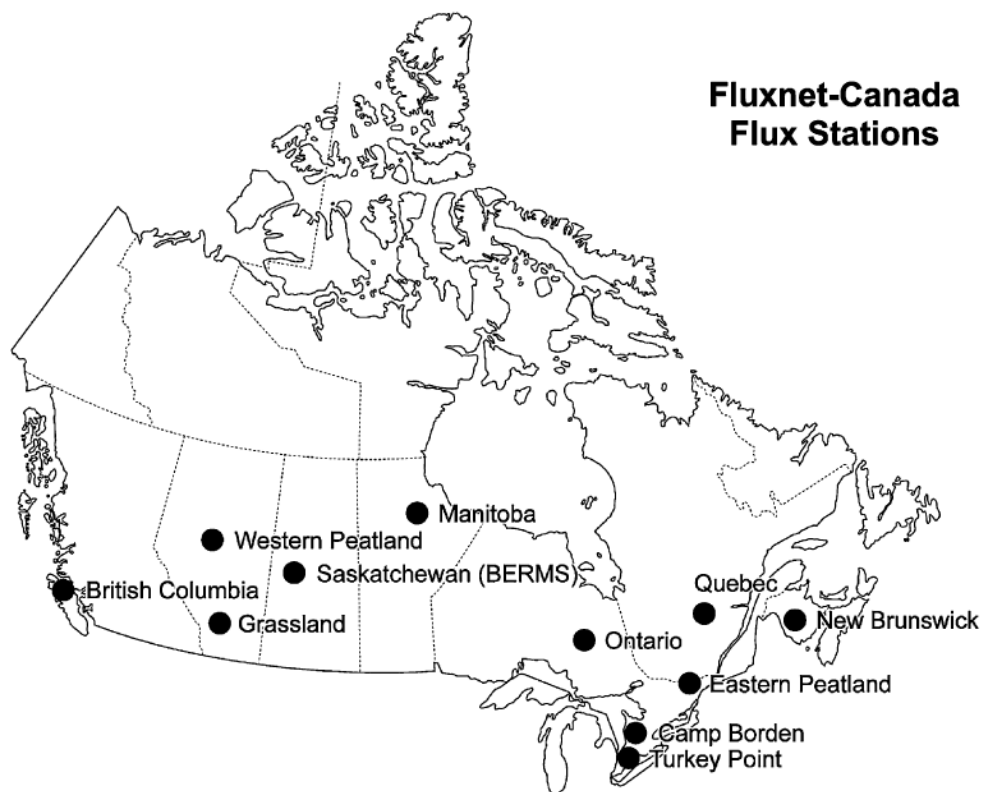 Fluxnet-Canada
Flux Stations
Manitoba
Western Peatland
Saskatchewan (BERMS)
British Columbia
Quebec
Grassland
New Brunswick
Ontario
Eastern Peatland
Camp Borden
Turkey Point